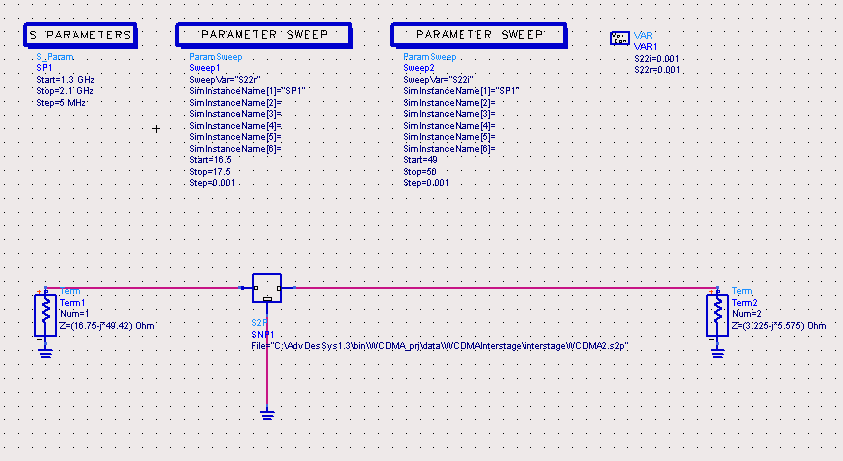 S PARAMETERS
S_Param
SP1
Start=1.3 GHz
Stop=2.1 GHz
Step=5 MHz
PARAMETER SWEEP
ParamSweep
Sweep1
SweepVar="S22r"
SimInstanceName[1]="SP1"
SimInstanceName[2]=
SimInstanceName[3]=
SimInstanceName[4]=
SimInstanceName[5]=
SimInstanceName[6]=
Start=16.5
Stop=17.5
Step=0.001
PARAMETER SWEEP
ParamSweep
Sweep2
SweepVar="S22i"
SimInstanceName[1]="SP1"
SimInstanceName[2]=
SimInstanceName[3]=
SimInstanceName[4]=
SimInstanceName[5]=
SimInstanceName[6]=
Start=49
Stop=50
Step=0.001
VAR
VAR1
S22i=0.001
S22r=0.001
Term
Term1
Num=1
Z=(16.75-j*49.42) Ohm
S2P
SNP1
File="C:\AdvDesSys1.3\bin\WCDMA_prj\data\WCDMAInterstage\interstageWCDMA2.s2p"
Term
Term2
Num=2
Z=(3.225-j*5.575) Ohm